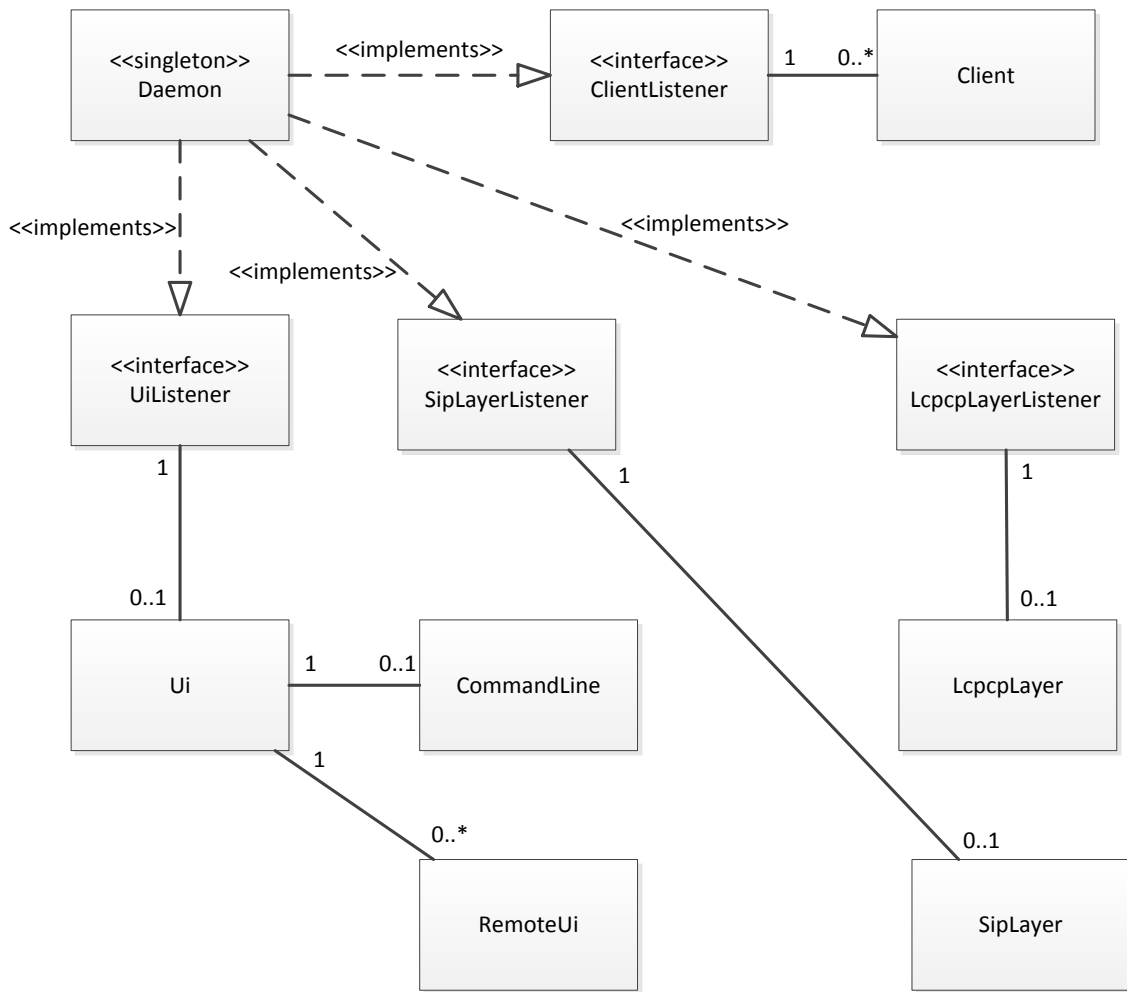 <<implements>>
<<singleton>>
Daemon
<<interface>>
ClientListener
1
0..*
Client
<<implements>>
<<implements>>
<<implements>>
<<interface>>
UiListener
<<interface>>
SipLayerListener
<<interface>>
LcpcpLayerListener
1
1
1
0..1
0..1
Ui
1
0..1
CommandLine
LcpcpLayer
1
0..*
0..1
RemoteUi
SipLayer